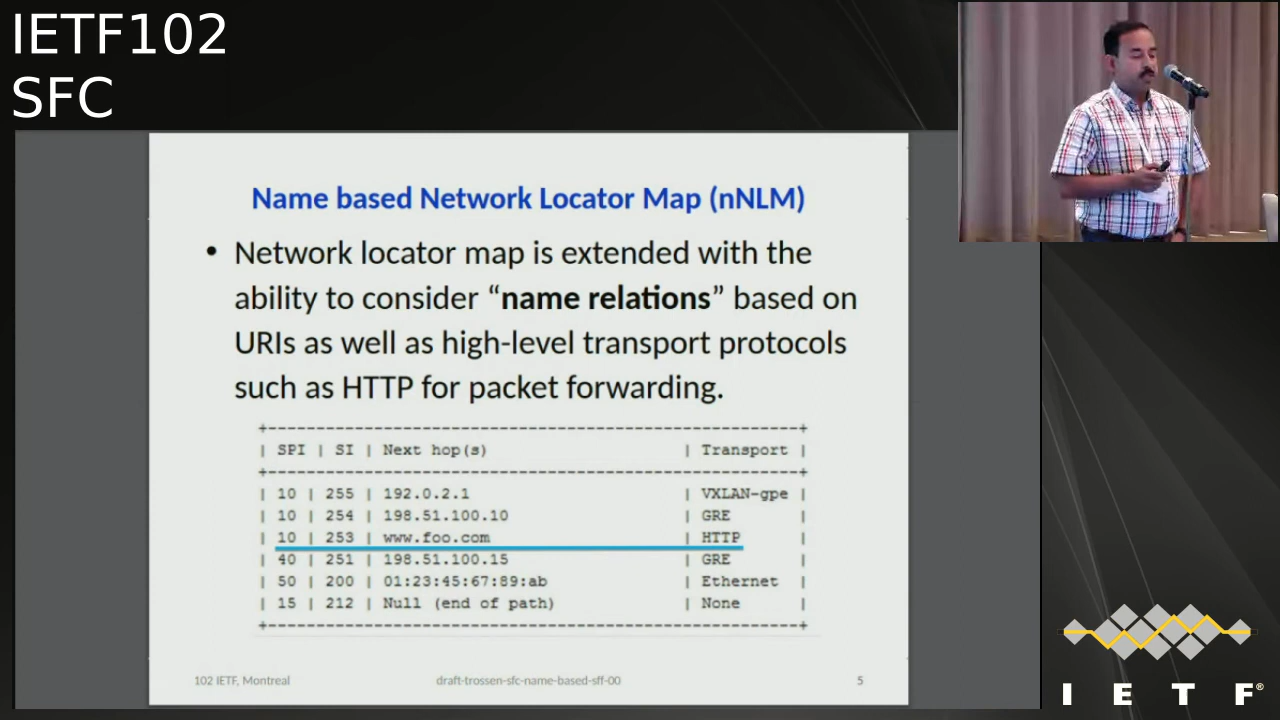 IETF102
SFC
Name based Network Locator Map (nNLM)
• Network locator map is extended with the
ability to consider “name relations” based on
URIs as well as high-level transport protocols
such as HTTP for packet forwarding.
| SPI | SI | Next hop(s) | Transport |
| 10 | 255 | 192.0.2.1 | VXLAN-gpe |
| 10 | 254 | 198.51.100.10 | GRE |
| 10 | 253 | www.foo.com | HTTP |
| 40 | 251 | 198.51.100.15 | GRE |
| 50 | 200 | 01:23:45:67:89:ab | Ethernet |
| 15 | 212 | Null (end of path) | None |
102 IETF, Montreal draft-trossen-sfc-name-based-sff-00 5
I E T F®